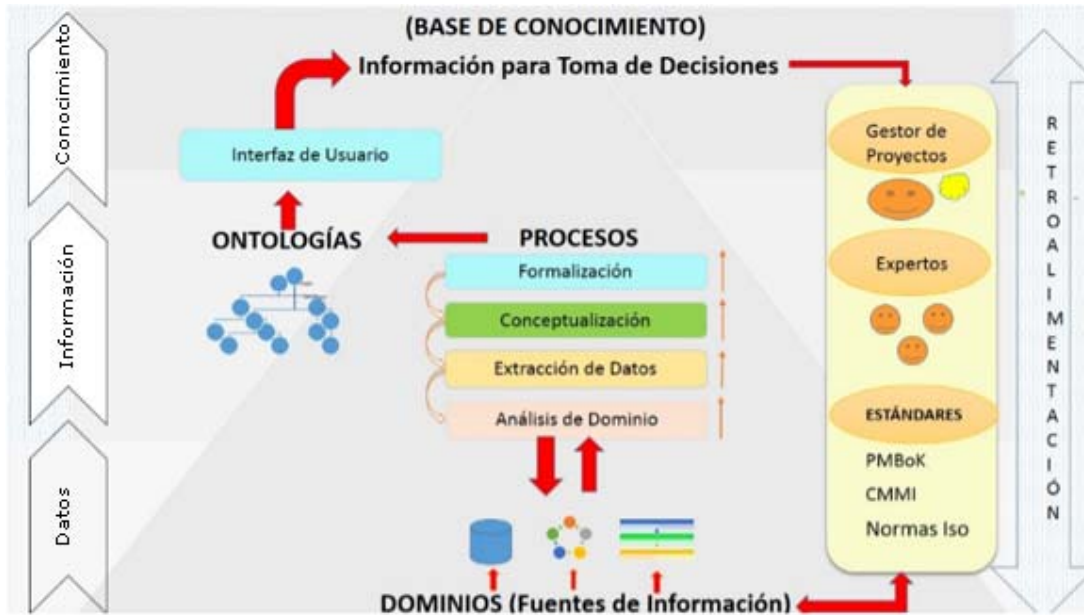 (BASE DE CONOCIMIENTO)
Información para Toma de Decisiones
Conocimiento
Información
Datos
Interfaz de Usuario
ONTOLOGÍAS
PROCESOS
Formalización
Conceptualización
Extracción de Datos
Análisis de Dominio
DOMINIOS (Fuentes de Información)
Gestor de
Proyectos
Expertos
ESTÁNDARES
PMBoK
CMMI
Normas Iso
RETROALIMENTACIÓN